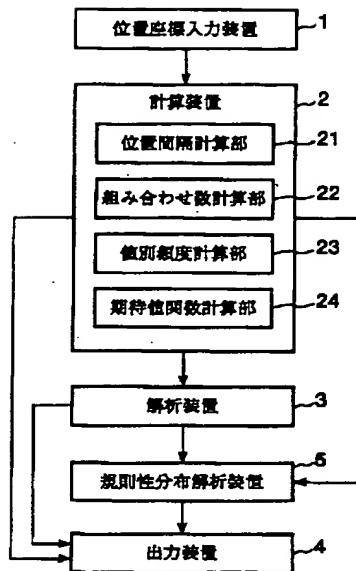 位置座標入力装置 1
計算装置 2
位置間隔計算部 21
組み合わせ数計算部 22
値別頻度計算部 23
期待値関数計算部 24
解析装置 3
規則性分布解析装置 5
出力装置 4